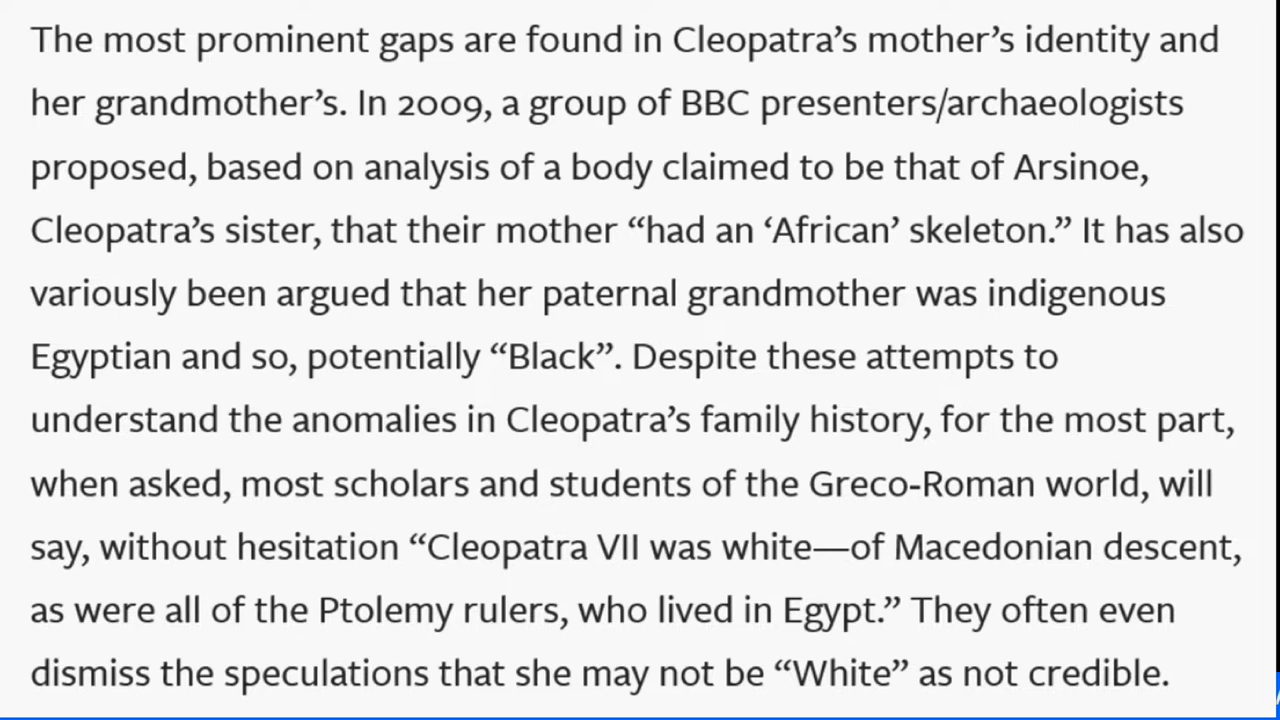 The most prominent gaps are found in Cleopatra’s mother’s identity and
her grandmother’s. In 2009, a group of BBC presenters/archaeologists
proposed, based on analysis of a body claimed to be that of Arsinoe,
Cleopatra’s sister, that their mother “had an ‘African’ skeleton.” It has also
variously been argued that her paternal grandmother was indigenous
Egyptian and so, potentially “Black”. Despite these attempts to
understand the anomalies in Cleopatra’s family history, for the most part,
when asked, most scholars and students of the Greco-Roman world, will
say, without hesitation “Cleopatra VII was white—of Macedonian descent,
as were all of the Ptolemy rulers, who lived in Egypt.” They often even
dismiss the speculations that she may not be “White” as not credible.